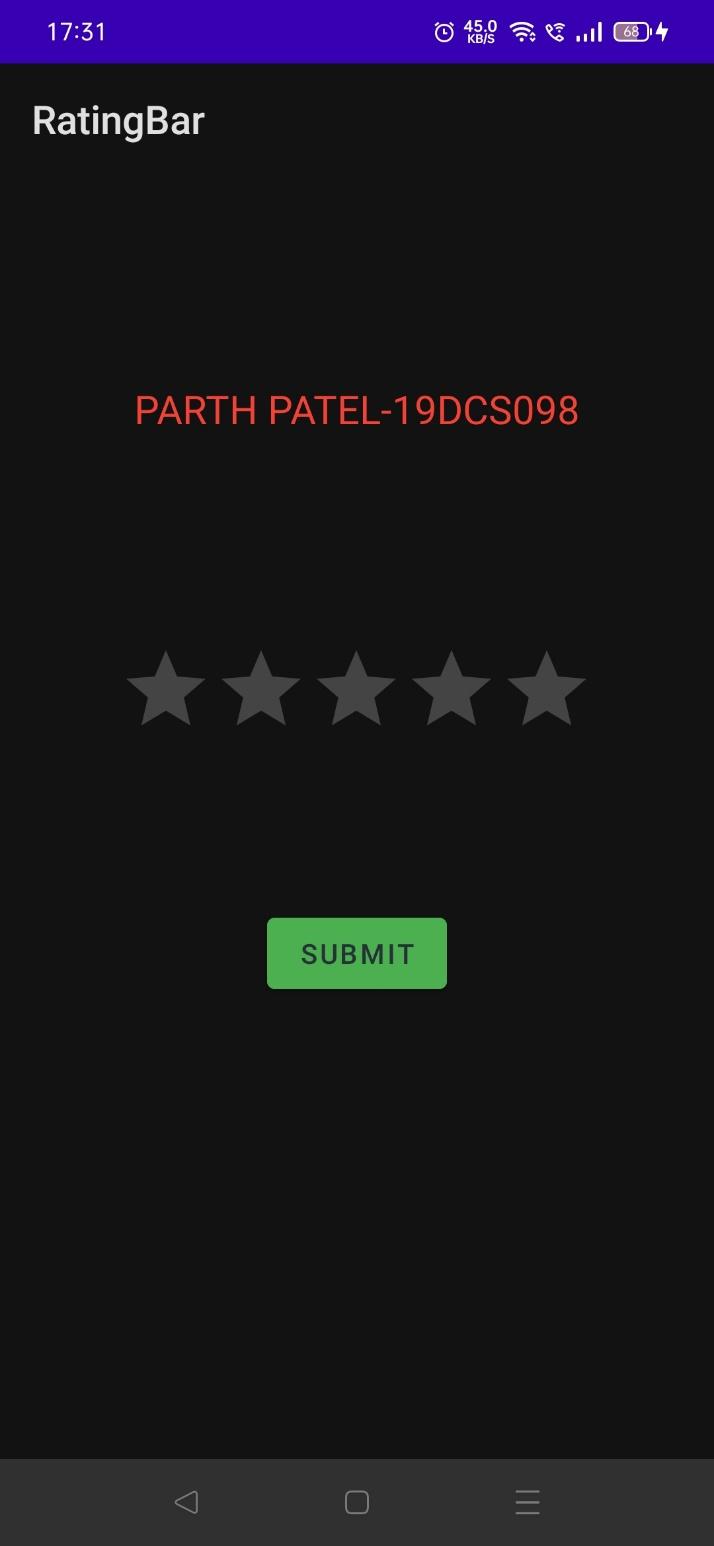 17:31 45.0 KB/S 68
RatingBar
PARTH PATEL-19DCS098
SUBMIT